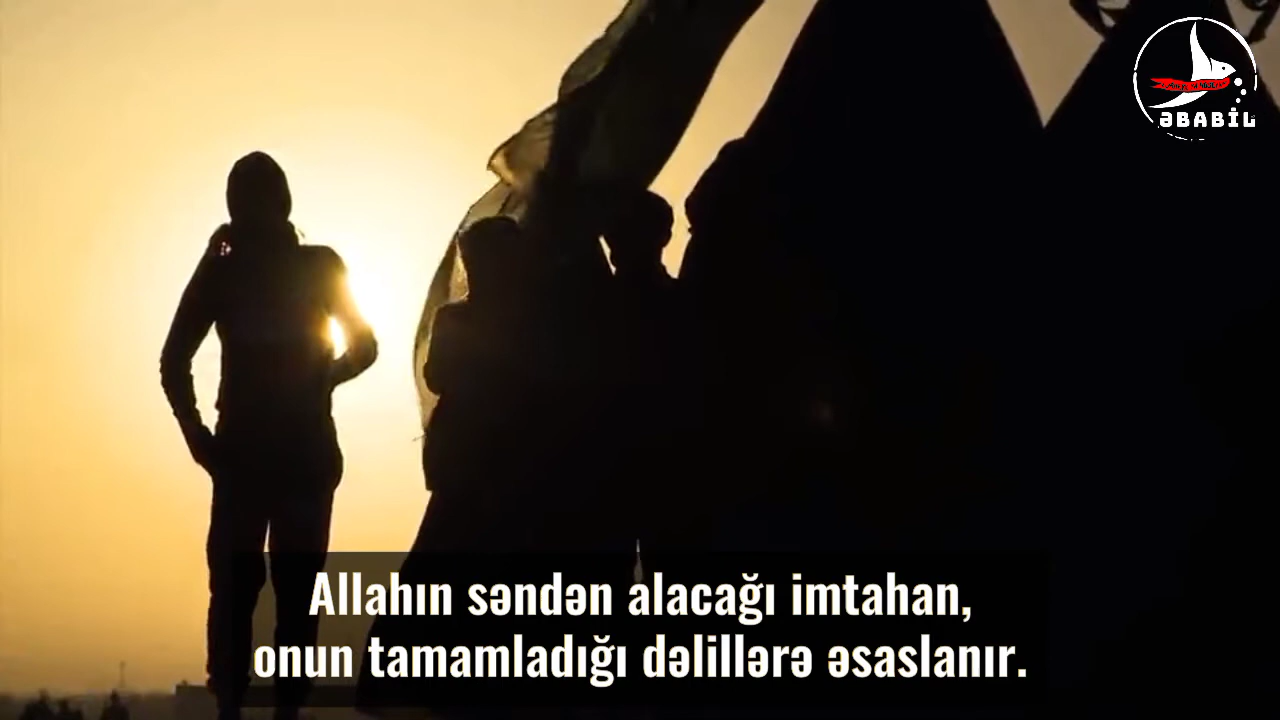 ƏBABİL
Allahın səndən alacağı imtahan,
onun tamamladığı dəlillərə əsaslanır.